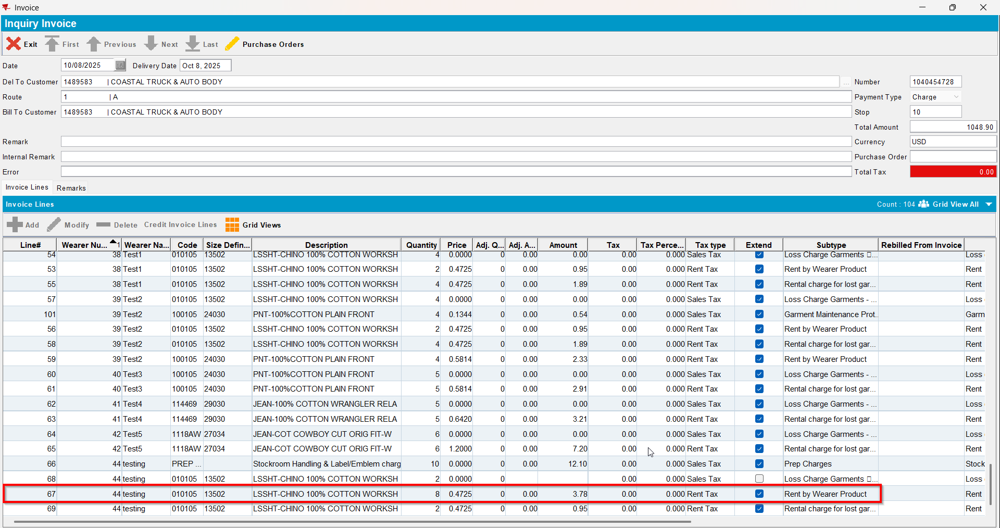 Invoice
Inquiry Invoice
Exit First Previous Next Last Purchase Orders
Date 10/08/2025 Delivery Date Oct 8, 2025
Del To Customer 1489583 | COASTAL TRUCK & AUTO BODY ... Number 1040454728
Route 1 | A Payment Type Charge
Bill To Customer 1489583 | COASTAL TRUCK & AUTO BODY Stop 10
Total Amount 1048.90
Remark Currency USD
Internal Remark Purchase Order
Error Total Tax 0.00
Invoice Lines Remarks
Invoice Lines Count : 104 Grid View All
Add Modify Delete Credit Invoice Lines Grid Views
Line# Wearer Nu... 1 Wearer Na... Code Size Defin... Description Quantity Price Adj. Q... Adj. A... Amount Tax Tax Perce... Tax type Extend Subtype Rebilled From Invoice
54 38 Test1 010105 13502 LSSHT-CHINO 100% COTTON WORKSH 4 0.0000 0 0.00 0.00 0.00 0.000 Sales Tax Loss Charge Garments ... Loss
53 38 Test1 010105 13502 LSSHT-CHINO 100% COTTON WORKSH 2 0.4725 0 0.00 0.95 0.00 0.000 Rent Tax Rent by Wearer Product Rent
55 38 Test1 010105 13502 LSSHT-CHINO 100% COTTON WORKSH 4 0.4725 0 0.00 1.89 0.00 0.000 Rent Tax Rental charge for lost gar... Rent
57 39 Test2 010105 13502 LSSHT-CHINO 100% COTTON WORKSH 4 0.0000 0 0.00 0.00 0.00 0.000 Sales Tax Loss Charge Garments - ... Loss
101 39 Test2 100105 24030 PNT-100%COTTON PLAIN FRONT 4 0.1344 0 0.00 0.54 0.00 0.000 Sales Tax Garment Maintenance Prot.. Garm
56 39 Test2 010105 13502 LSSHT-CHINO 100% COTTON WORKSH 2 0.4725 0 0.00 0.95 0.00 0.000 Rent Tax Rent by Wearer Product Rent
58 39 Test2 010105 13502 LSSHT-CHINO 100% COTTON WORKSH 4 0.4725 0 0.00 1.89 0.00 0.000 Rent Tax Rental charge for lost gar... Rent
59 39 Test2 100105 24030 PNT-100%COTTON PLAIN FRONT 4 0.5814 0 0.00 2.33 0.00 0.000 Rent Tax Rent by Wearer Product Rent
60 40 Test3 100105 24030 PNT-100%COTTON PLAIN FRONT 5 0.0000 0 0.00 0.00 0.00 0.000 Sales Tax Loss Charge Garments - ... Loss
61 40 Test3 100105 24030 PNT-100%COTTON PLAIN FRONT 5 0.5814 0 0.00 2.91 0.00 0.000 Rent Tax Rental charge for lost gar... Rent
62 41 Test4 114469 29030 JEAN-100% COTTON WRANGLER RELA 5 0.0000 0 0.00 0.00 0.00 0.000 Sales Tax Loss Charge Garments - ... Loss
63 41 Test4 114469 29030 JEAN-100% COTTON WRANGLER RELA 5 0.6420 0 0.00 3.21 0.00 0.000 Rent Tax Rental charge for lost gar... Rent
64 42 Test5 1118AW 27034 JEAN-COT COWBOY CUT ORIG FIT-W 6 0.0000 0 0.00 0.00 0.00 0.000 Sales Tax Loss Charge Garments - ... Loss
65 42 Test5 1118AW 27034 JEAN-COT COWBOY CUT ORIG FIT-W 6 1.2000 0 0.00 7.20 0.00 0.000 Rent Tax Rental charge for lost gar... Rent
66 44 testing PREP ... Stockroom Handling & Label/Emblem charg 10 0.0000 0 0.00 12.10 0.00 0.000 Sales Tax Prep Charges Stock
68 44 testing 010105 13502 LSSHT-CHINO 100% COTTON WORKSH 2 0.0000 0 0.00 0.000 Sales Tax Loss Charge Garments ... Loss
67 44 testing 010105 13502 LSSHT-CHINO 100% COTTON WORKSH 8 0.4725 0 0.00 3.78 0.00 0.000 Rent Tax Rent by Wearer Product Rent
69 44 testing 010105 13502 LSSHT-CHINO 100% COTTON WORKSH 2 0.4725 0 0.00 0.95 0.00 0.000 Rent Tax Rental charge for lost gar... Rent